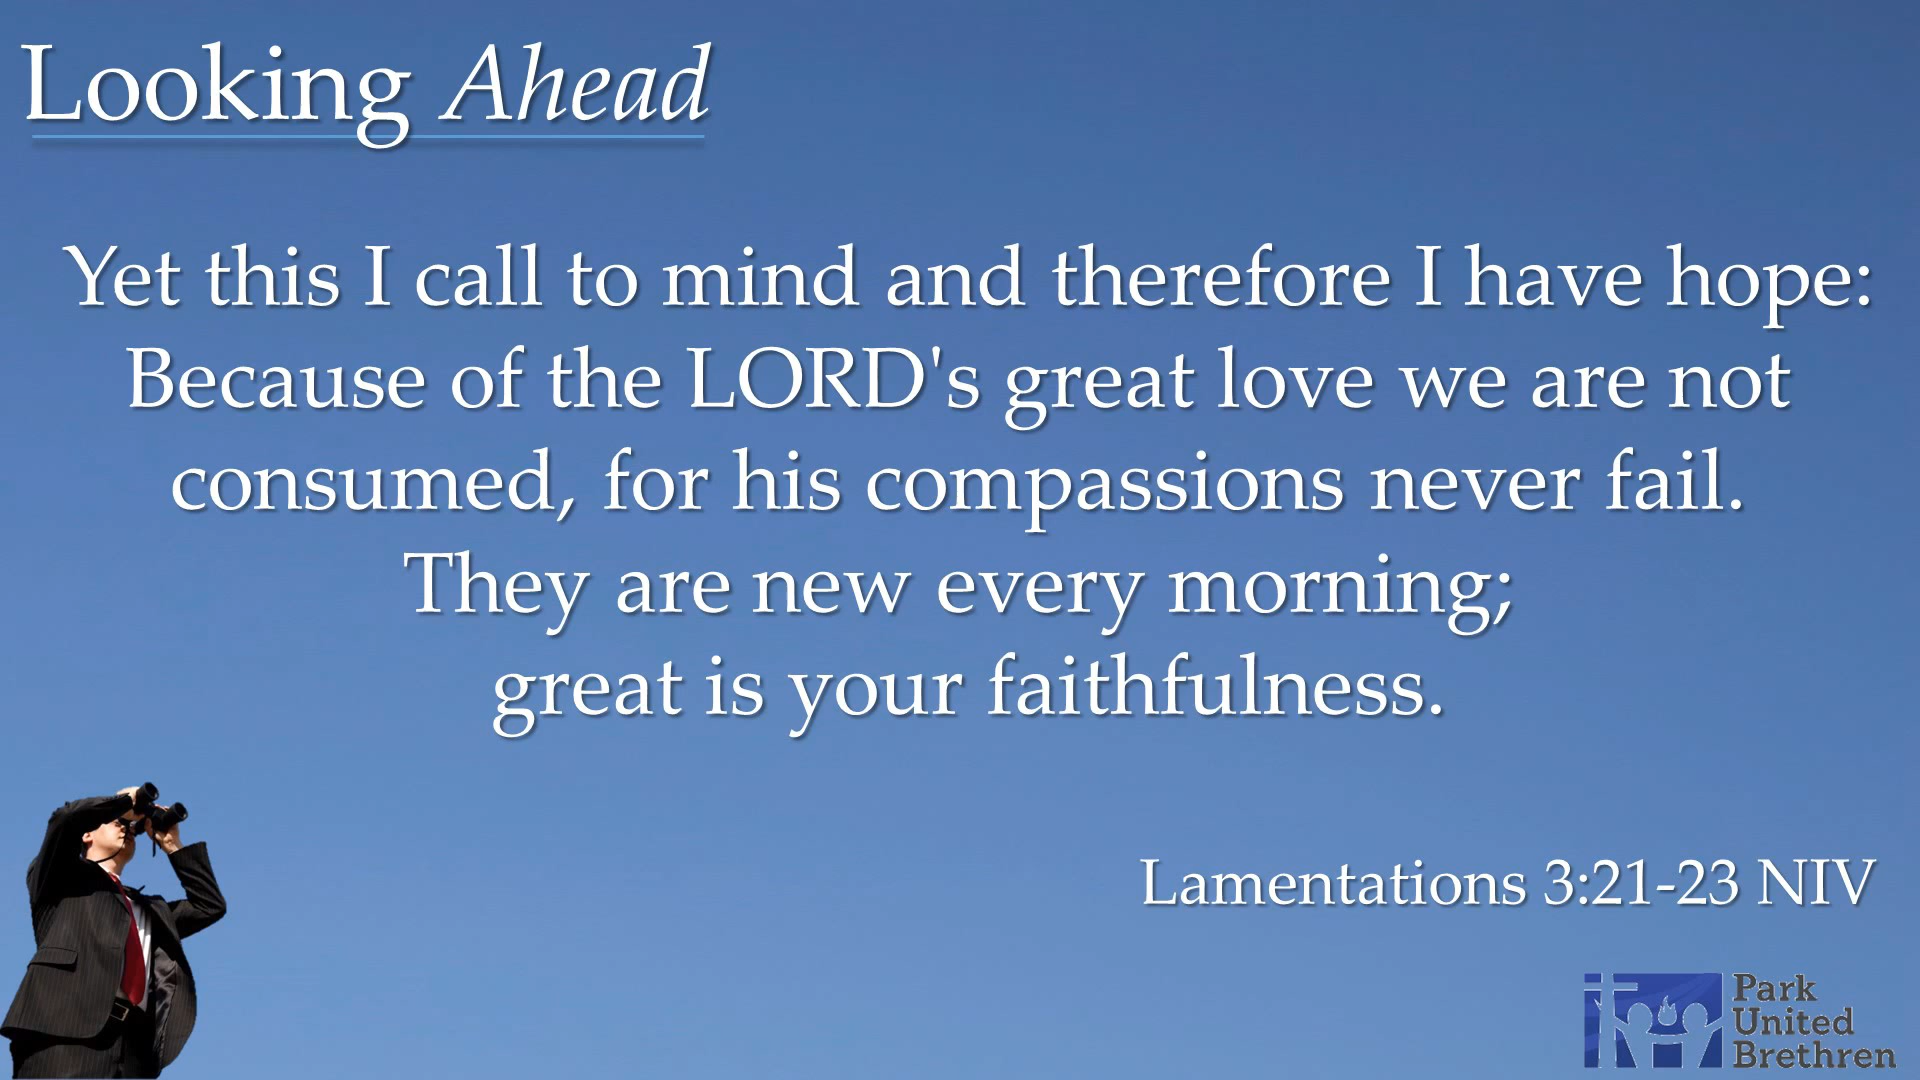 Looking Ahead
Yet this I call to mind and therefore I have hope:
Because of the LORD's great love we are not
consumed, for his compassions never fail.
They are new every morning;
great is your faithfulness.
Lamentations 3:21-23 NIV
Park
United
Brethren